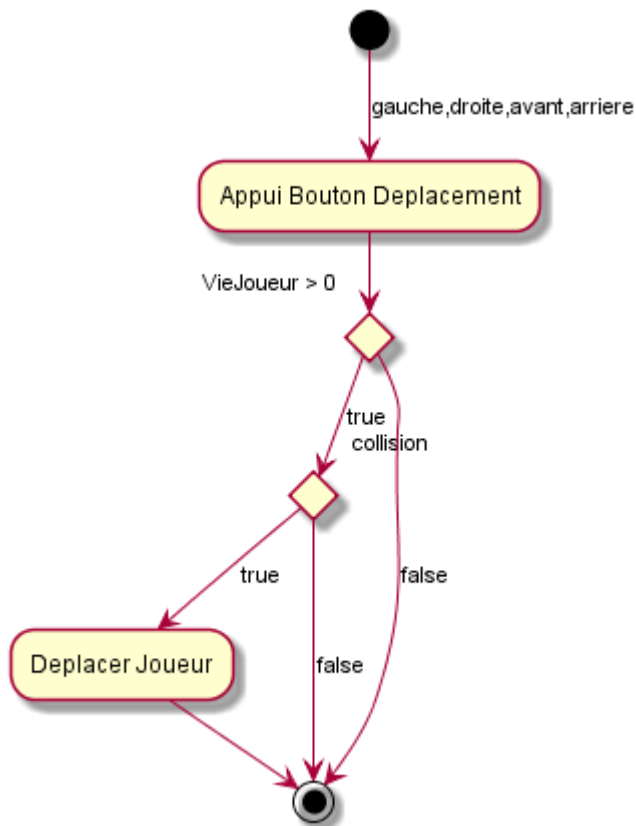 gauche,droite,avant,arriere
Appui Bouton Deplacement
VieJoueur > 0
true
collision
true
false
false
Deplacer Joueur